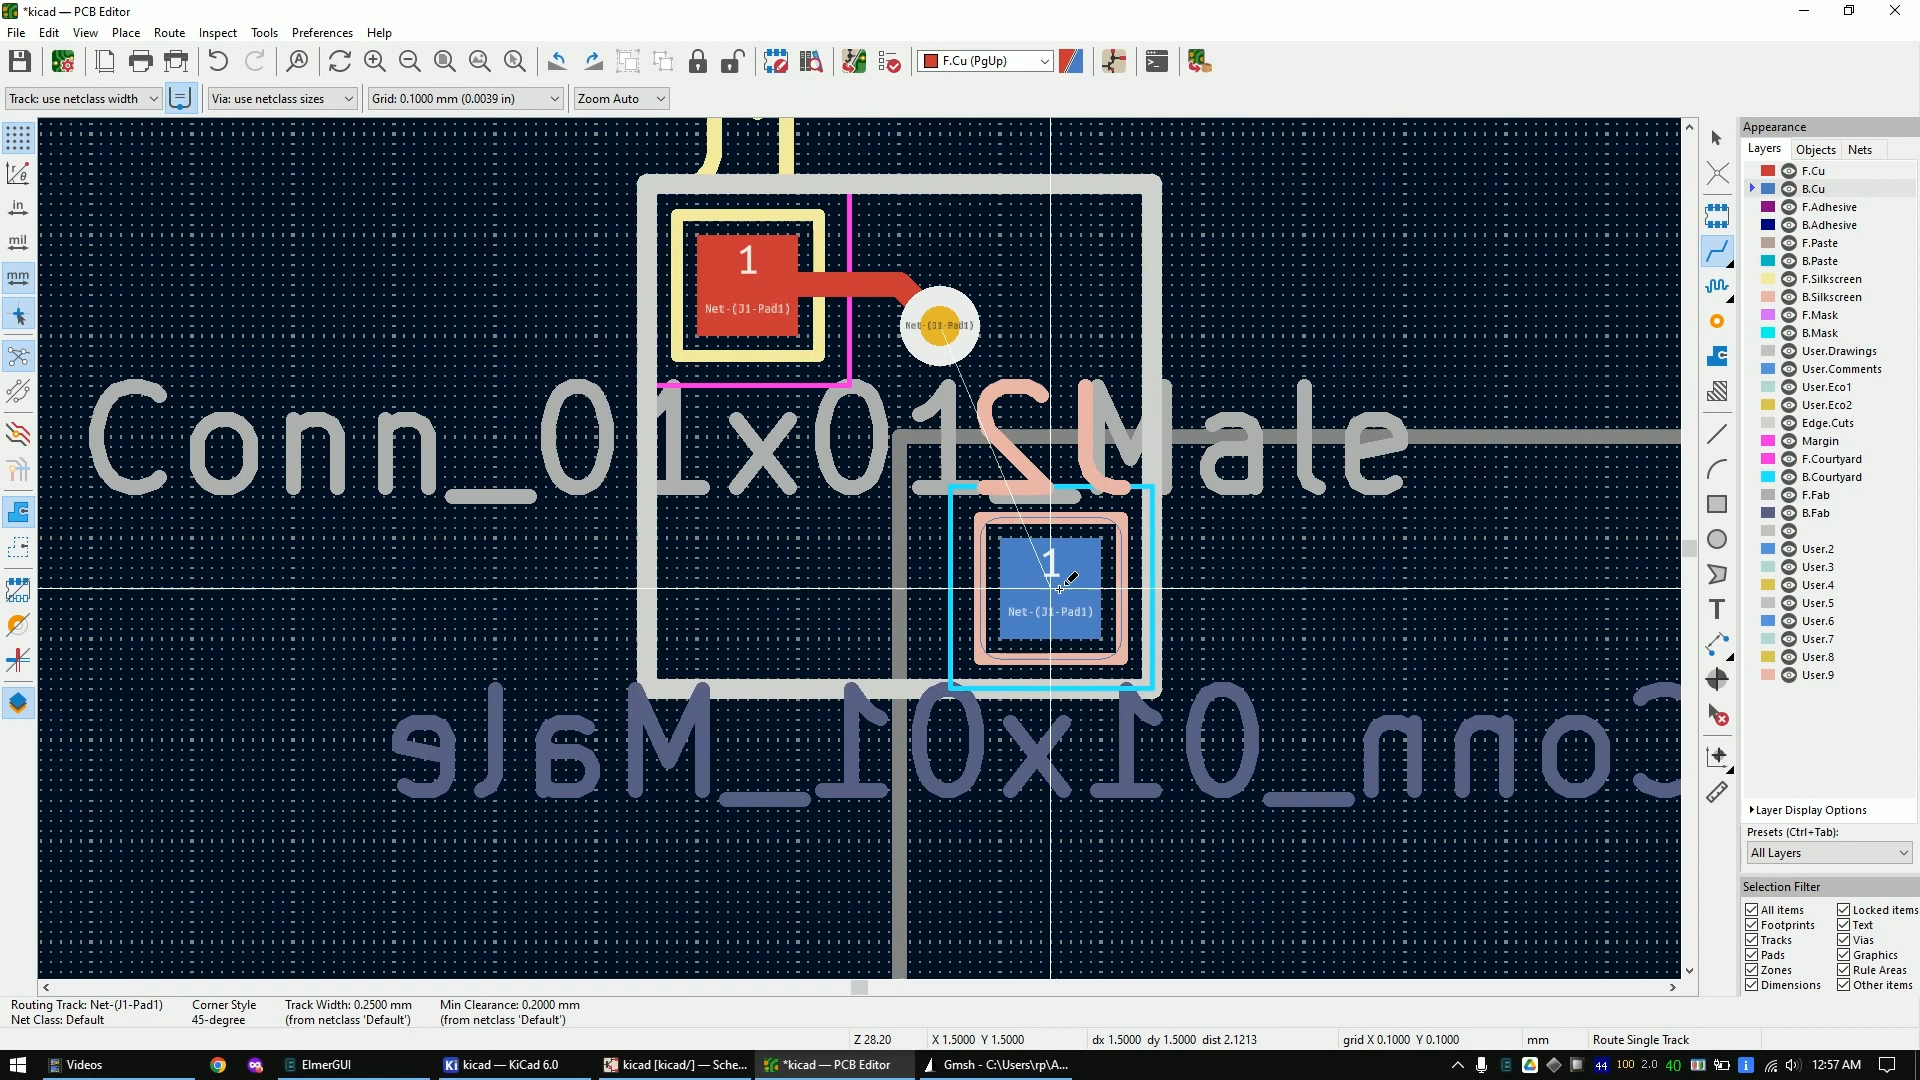 *kicad — PCB Editor
File Edit View Place Route Inspect Tools Preferences Help
F.Cu (PgUp)
Track: use netclass width Via: use netclass sizes Grid: 0.1000 mm (0.0039 in) Zoom Auto
in
mil
mm
1
Net-(J1-Pad1)
Net-(J1-Pad1)
Conn_01x01_Male
J2
1
Net-(J1-Pad1)
Conn_01x01_Male
Appearance
Layers Objects Nets
F.Cu
B.Cu
F.Adhesive
B.Adhesive
F.Paste
B.Paste
F.Silkscreen
B.Silkscreen
F.Mask
B.Mask
User.Drawings
User.Comments
User.Eco1
User.Eco2
Edge.Cuts
Margin
F.Courtyard
B.Courtyard
F.Fab
B.Fab
User.2
User.3
User.4
User.5
User.6
User.7
User.8
User.9
Layer Display Options
Presets (Ctrl+Tab):
All Layers
Selection Filter
All items Locked items
Footprints Text
Tracks Vias
Pads Graphics
Zones Rule Areas
Dimensions Other items
Routing Track: Net-(J1-Pad1) Corner Style Track Width: 0.2500 mm Min Clearance: 0.2000 mm
Net Class: Default 45-degree (from netclass 'Default') (from netclass 'Default')
Z 28.20 X 1.5000 Y 1.5000 dx 1.5000 dy 1.5000 dist 2.1213 grid X 0.1000 Y 0.1000 mm Route Single Track
Videos ElmerGUI kicad — KiCad 6.0 kicad [kicad/] — Sche... *kicad — PCB Editor Gmsh - C:\Users\rp\A... 44 100 2.0 40 12:57 AM